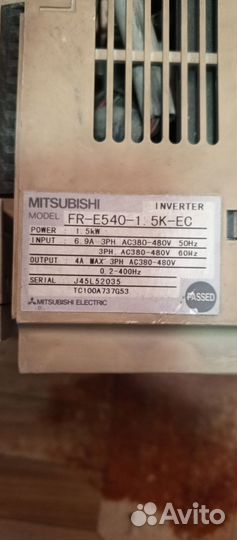 MITSUBISHI INVERTER
MODEL FR-E540-1.5K-EC
POWER : 1.5kW
INPUT : 6.9A 3PH AC380-480V 50Hz
3PH AC380-480V 60Hz
OUTPUT : 4A MAX 3PH AC380-480V
0.2-400Hz
SERIAL : J45L52035
TC100A737G53
PASSED
MITSUBISHI ELECTRIC
Avito